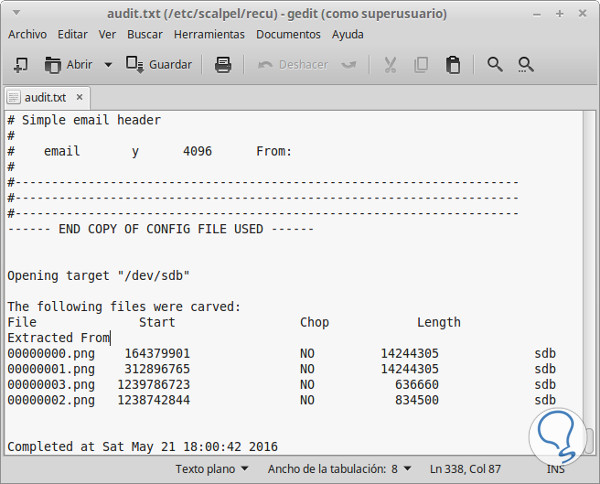 audit.txt (/etc/scalpel/recu) - gedit (como superusuario)
Archivo Editar Ver Buscar Herramientas Documentos Ayuda
Abrir Guardar Deshacer
audit.txt
# Simple email header
#
#    email       y      4096      From:
#
#---------------------------------------------------------------------
#---------------------------------------------------------------------
#---------------------------------------------------------------------
------ END COPY OF CONFIG FILE USED ------
Opening target "/dev/sdb"
The following files were carved:
File              Start                 Chop            Length
Extracted From
00000000.png    164379901               NO         14244305             sdb
00000001.png    312896765               NO         14244305             sdb
00000003.png   1239786723               NO           636660             sdb
00000002.png   1238742844               NO           834500             sdb
Completed at Sat May 21 18:00:42 2016
Texto plano Ancho de la tabulación: 8 Ln 338, Col 87 INS